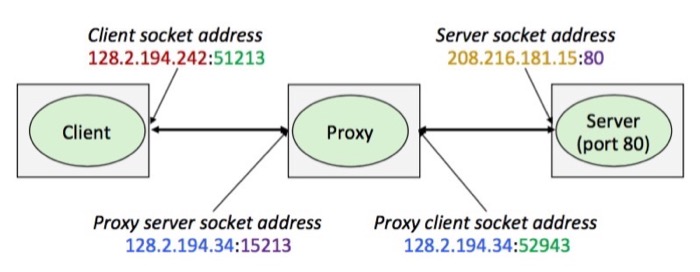 Client socket address
128.2.194.242:51213
Server socket address
208.216.181.15:80
Client
Proxy
Server
(port 80)
Proxy server socket address
128.2.194.34:15213
Proxy client socket address
128.2.194.34:52943